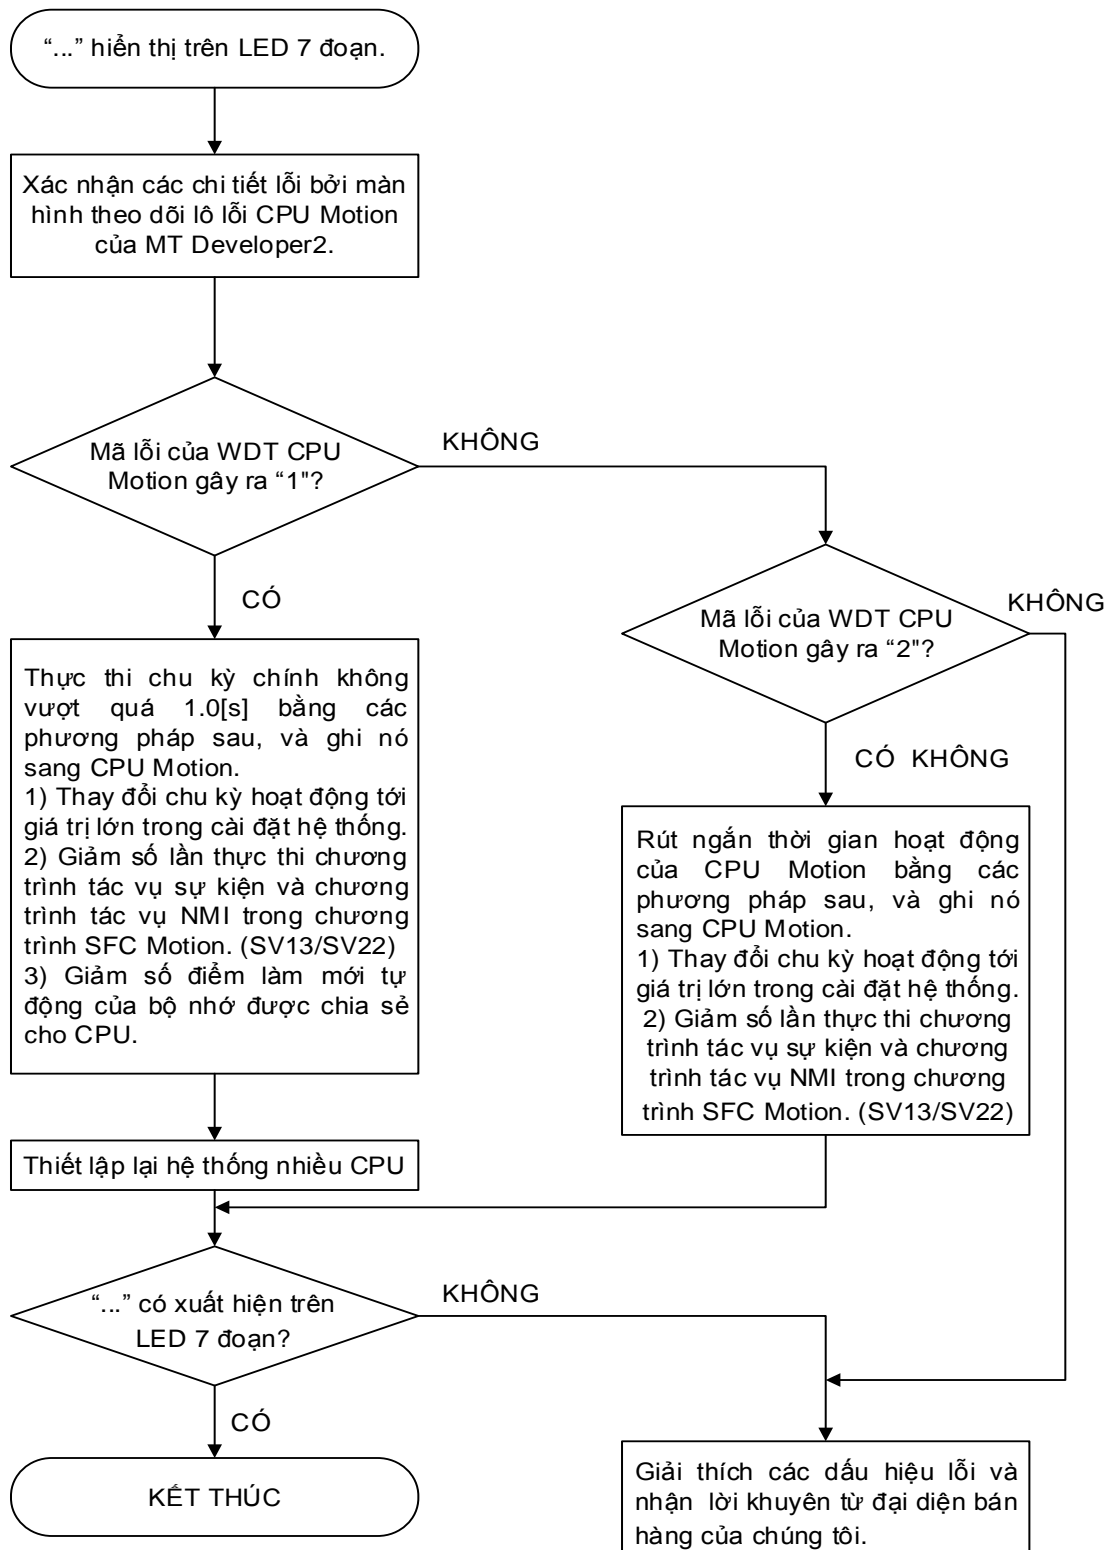 “...” hiển thị trên LED 7 đoạn.
Xác nhận các chi tiết lỗi bởi màn
hình theo dõi lô lỗi CPU Motion
của MT Developer2.
Mã lỗi của WDT CPU
Motion gây ra “1"?
KHÔNG
CÓ
Mã lỗi của WDT CPU
Motion gây ra “2"?
KHÔNG
CÓ KHÔNG
Thực thi chu kỳ chính không
vượt quá 1.0[s] bằng các
phương pháp sau, và ghi nó
sang CPU Motion.
1) Thay đổi chu kỳ hoạt động tới
giá trị lớn trong cài đặt hệ thống.
2) Giảm số lần thực thi chương
trình tác vụ sự kiện và chương
trình tác vụ NMI trong chương
trình SFC Motion. (SV13/SV22)
3) Giảm số điểm làm mới tự
động của bộ nhớ được chia sẻ
cho CPU.
Rút ngắn thời gian hoạt động
của CPU Motion bằng các
phương pháp sau, và ghi nó
sang CPU Motion.
1) Thay đổi chu kỳ hoạt động tới
giá trị lớn trong cài đặt hệ thống.
2) Giảm số lần thực thi chương
trình tác vụ sự kiện và chương
trình tác vụ NMI trong chương
trình SFC Motion. (SV13/SV22)
Thiết lập lại hệ thống nhiều CPU
“...” có xuất hiện trên
LED 7 đoạn?
KHÔNG
CÓ
KẾT THÚC
Giải thích các dấu hiệu lỗi và
nhận lời khuyên từ đại diện bán
hàng của chúng tôi.